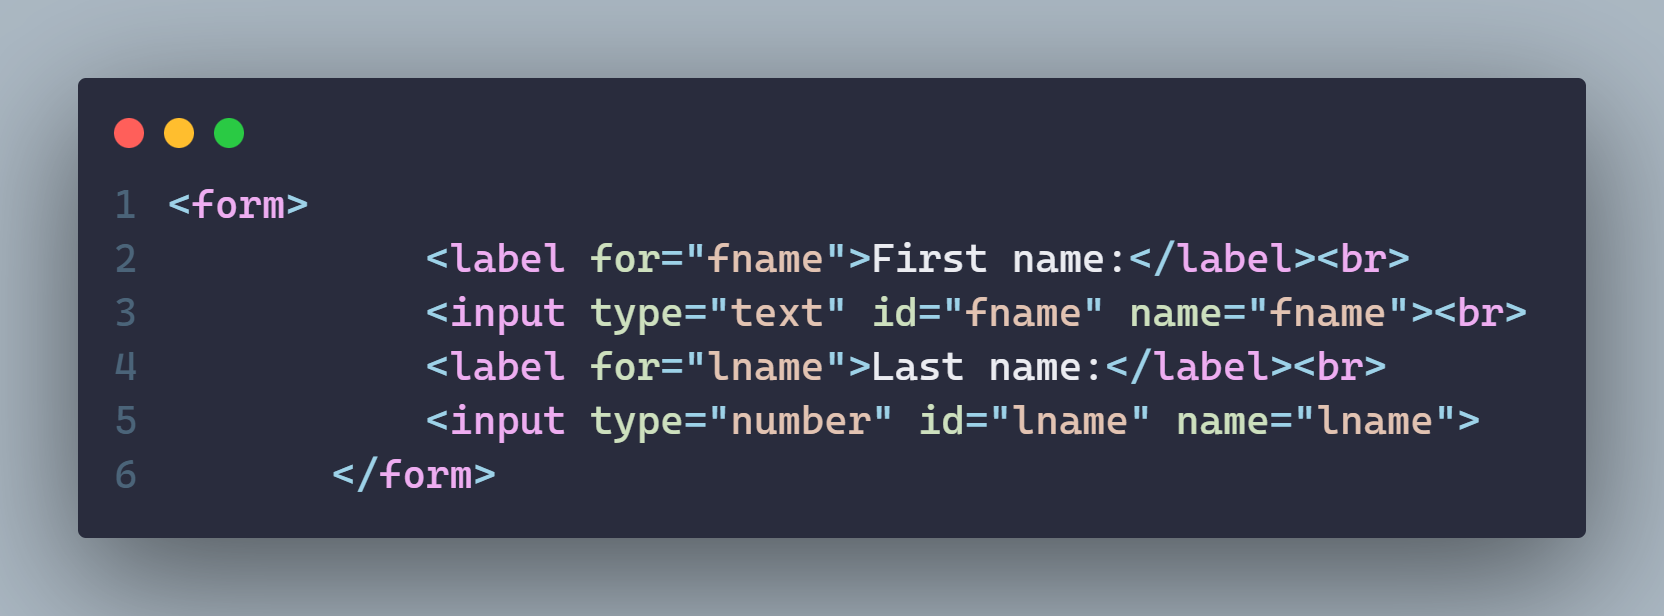 1 <form>
2 <label for="fname">First name:</label><br>
3 <input type="text" id="fname" name="fname"><br>
4 <label for="lname">Last name:</label><br>
5 <input type="number" id="lname" name="lname">
6 </form>